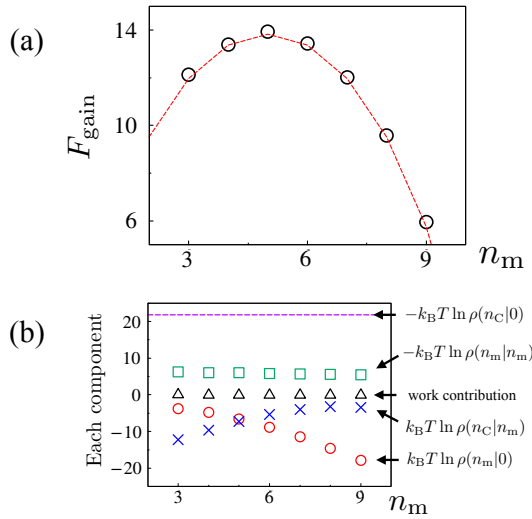 (a)
F_gain
14
10
6
3
6
9
n_m
(b)
Each component
20
10
0
−10
−20
3
6
9
n_m
−k_B T ln ρ(n_C|0)
−k_B T ln ρ(n_m|n_m)
work contribution
k_B T ln ρ(n_C|n_m)
k_B T ln ρ(n_m|0)